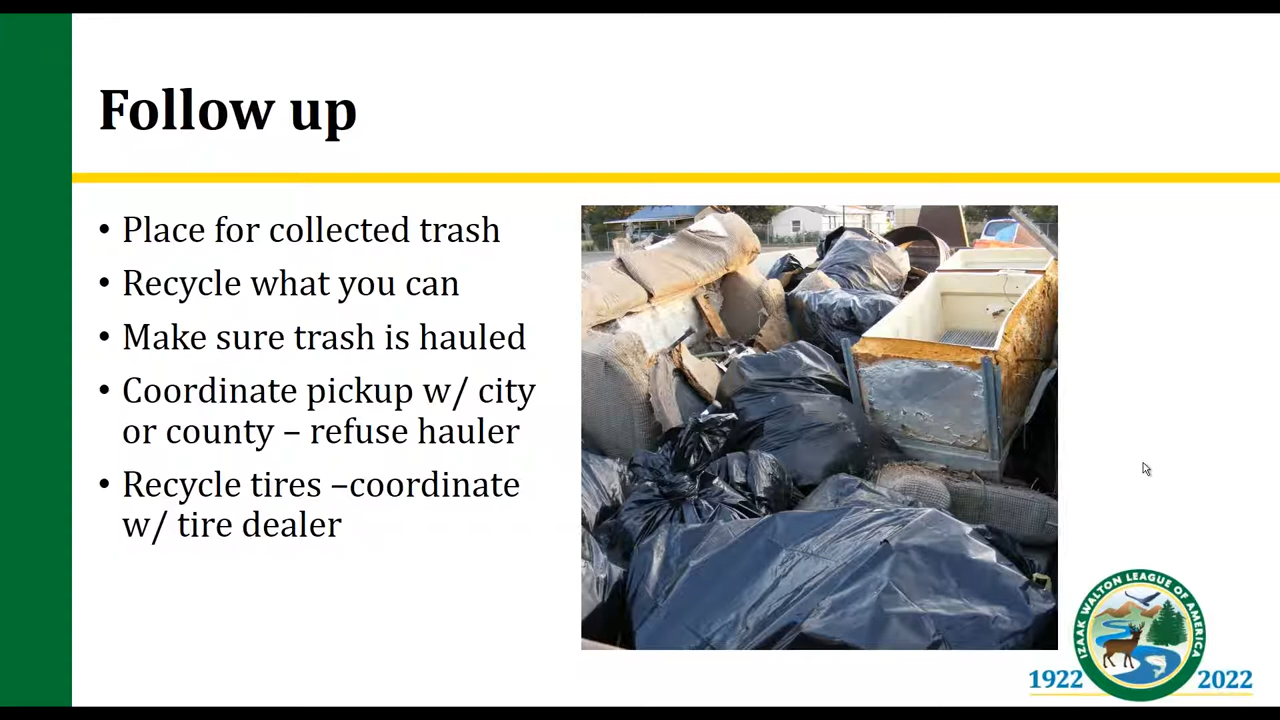 Follow up
• Place for collected trash
• Recycle what you can
• Make sure trash is hauled
• Coordinate pickup w/ city
or county – refuse hauler
• Recycle tires –coordinate
w/ tire dealer
IZAAK WALTON LEAGUE OF AMERICA
1922 2022